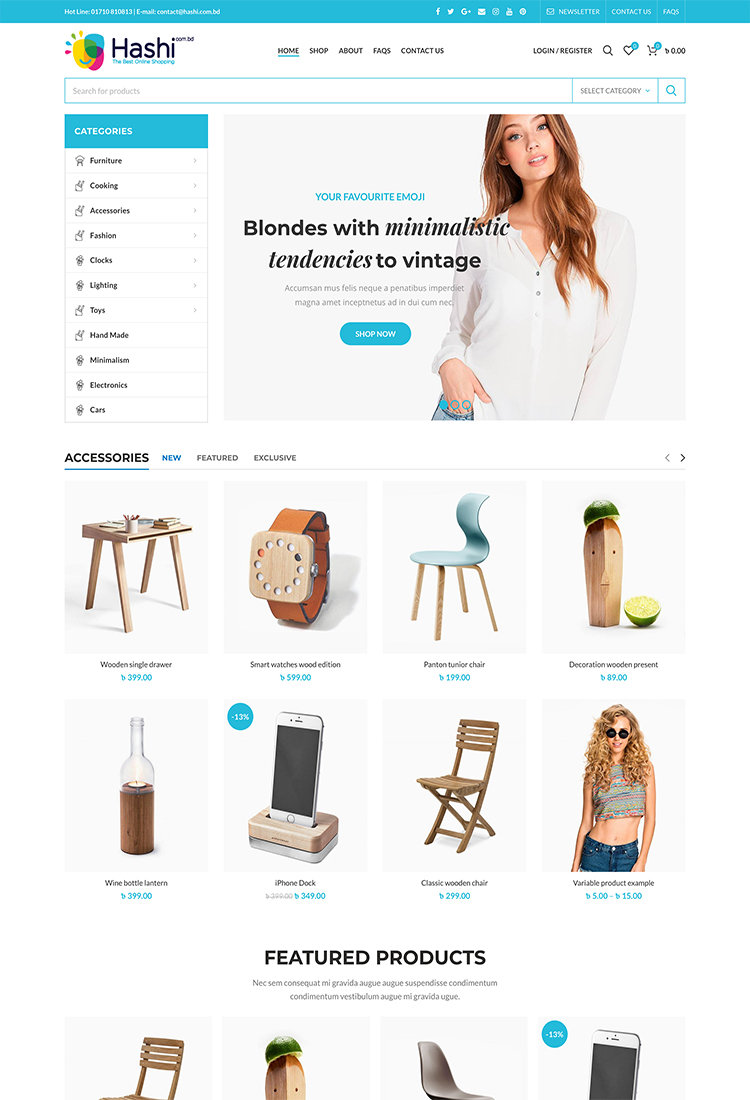 Hot Line: 01710 810813 | E-mail: contact@hashi.com.bd
NEWSLETTER
CONTACT US
FAQS
Hashi.com.bd
The Best Online Shopping
HOME SHOP ABOUT FAQS CONTACT US
LOGIN / REGISTER
0
0
৳ 0.00
Search for products
SELECT CATEGORY
CATEGORIES
Furniture
Cooking
Accessories
Fashion
Clocks
Lighting
Toys
Hand Made
Minimalism
Electronics
Cars
YOUR FAVOURITE EMOJI
Blondes with minimalistic
tendencies to vintage
Accumsan mus felis neque a penatibus imperdiet
magna amet inceptnetus ad in dui cum nec.
SHOP NOW
ACCESSORIES NEW FEATURED EXCLUSIVE
Wooden single drawer
৳ 399.00
Smart watches wood edition
৳ 599.00
Panton tunior chair
৳ 199.00
Decoration wooden present
৳ 89.00
Wine bottle lantern
৳ 399.00
-13%
iPhone Dock
৳ 399.00 ৳ 349.00
Classic wooden chair
৳ 299.00
Variable product example
৳ 5.00 – ৳ 15.00
FEATURED PRODUCTS
Nec sem consequat mi gravida augue augue suspendisse condimentum
condimentum vestibulum augue mi gravida ugue.
-13%